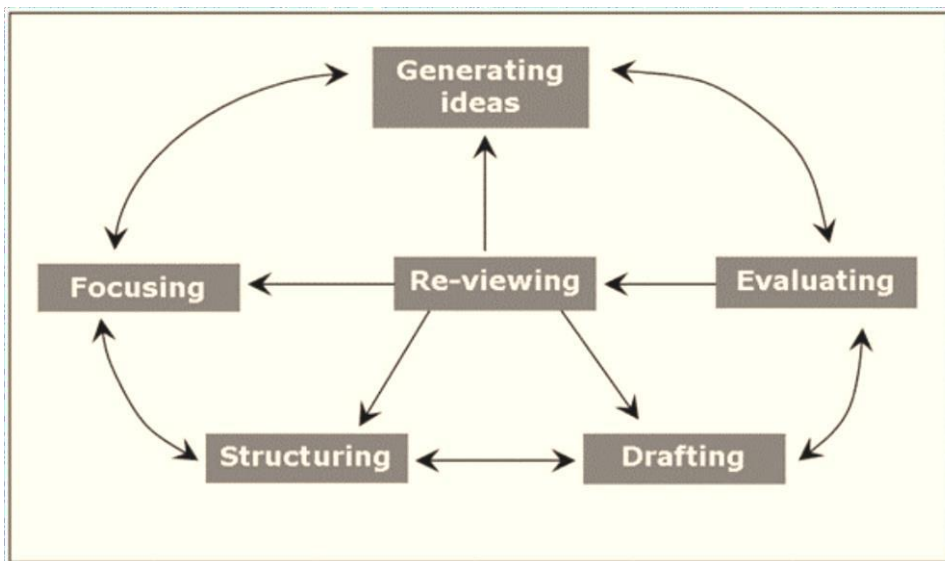 Generating
ideas
Focusing
Re-viewing
Evaluating
Structuring
Drafting